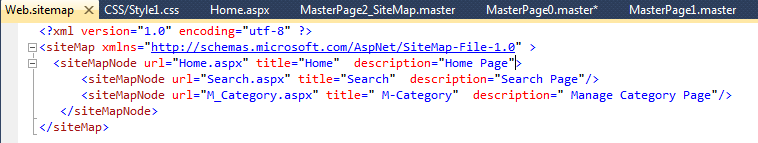 Web.sitemap CSS/Style1.css Home.aspx MasterPage2_SiteMap.master MasterPage0.master* MasterPage1.master
<?xml version="1.0" encoding="utf-8" ?>
<siteMap xmlns="http://schemas.microsoft.com/AspNet/SiteMap-File-1.0" >
<siteMapNode url="Home.aspx" title="Home"  description="Home Page">
<siteMapNode url="Search.aspx" title="Search"  description="Search Page"/>
<siteMapNode url="M_Category.aspx" title=" M-Category"  description=" Manage Category Page"/>
</siteMapNode>
</siteMap>